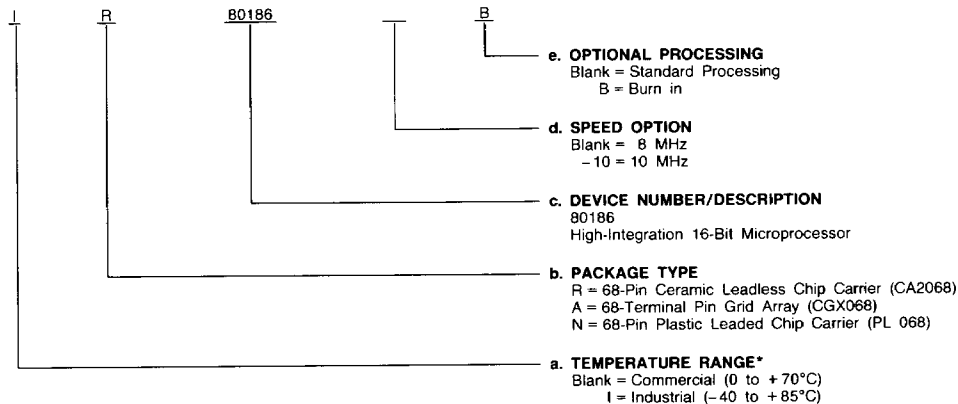 I R 80186 B
e. OPTIONAL PROCESSING
Blank = Standard Processing
B = Burn in
d. SPEED OPTION
Blank = 8 MHz
-10 = 10 MHz
c. DEVICE NUMBER/DESCRIPTION
80186
High-Integration 16-Bit Microprocessor
b. PACKAGE TYPE
R = 68-Pin Ceramic Leadless Chip Carrier (CA2068)
A = 68-Terminal Pin Grid Array (CGX068)
N = 68-Pin Plastic Leaded Chip Carrier (PL 068)
a. TEMPERATURE RANGE*
Blank = Commercial (0 to +70°C)
I = Industrial (-40 to +85°C)